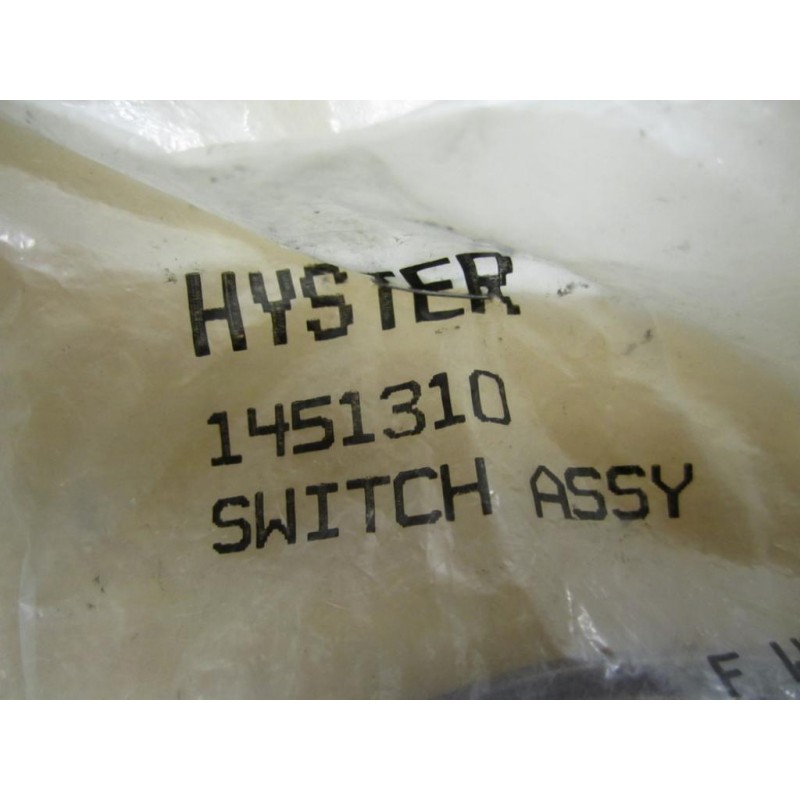 HYSTER
1451310
SWITCH ASSY
F